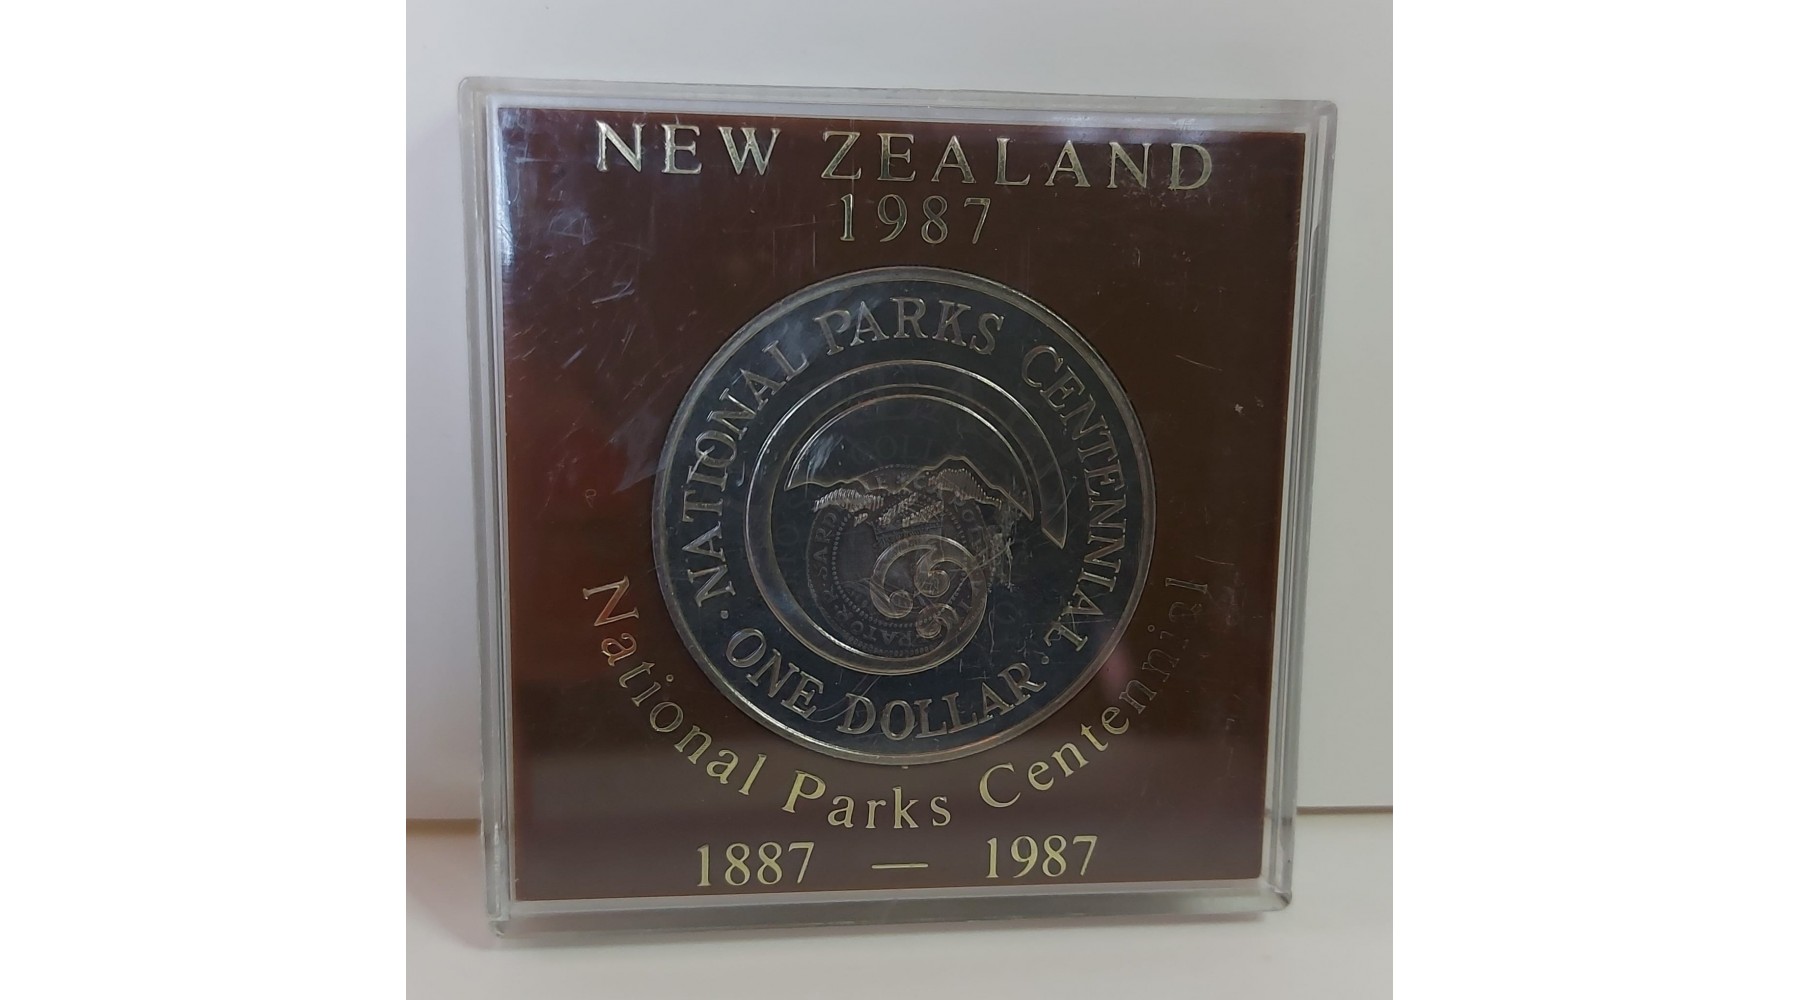 NEW ZEALAND
1987
NATIONAL PARKS CENTENNIAL
· ONE DOLLAR ·
National Parks Centennial
1887 — 1987